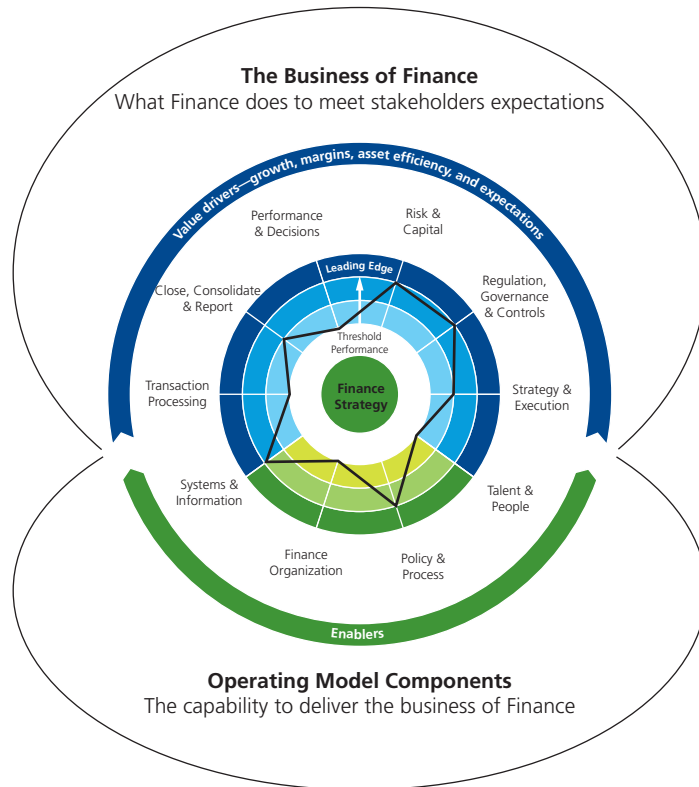 The Business of Finance
What Finance does to meet stakeholders expectations
Value drivers—growth, margins, asset efficiency, and expectations
Performance
& Decisions
Risk &
Capital
Leading Edge
Close, Consolidate
& Report
Regulation,
Governance
& Controls
Threshold
Performance
Transaction
Processing
Finance
Strategy
Strategy &
Execution
Systems &
Information
Talent &
People
Finance
Organization
Policy &
Process
Enablers
Operating Model Components
The capability to deliver the business of Finance